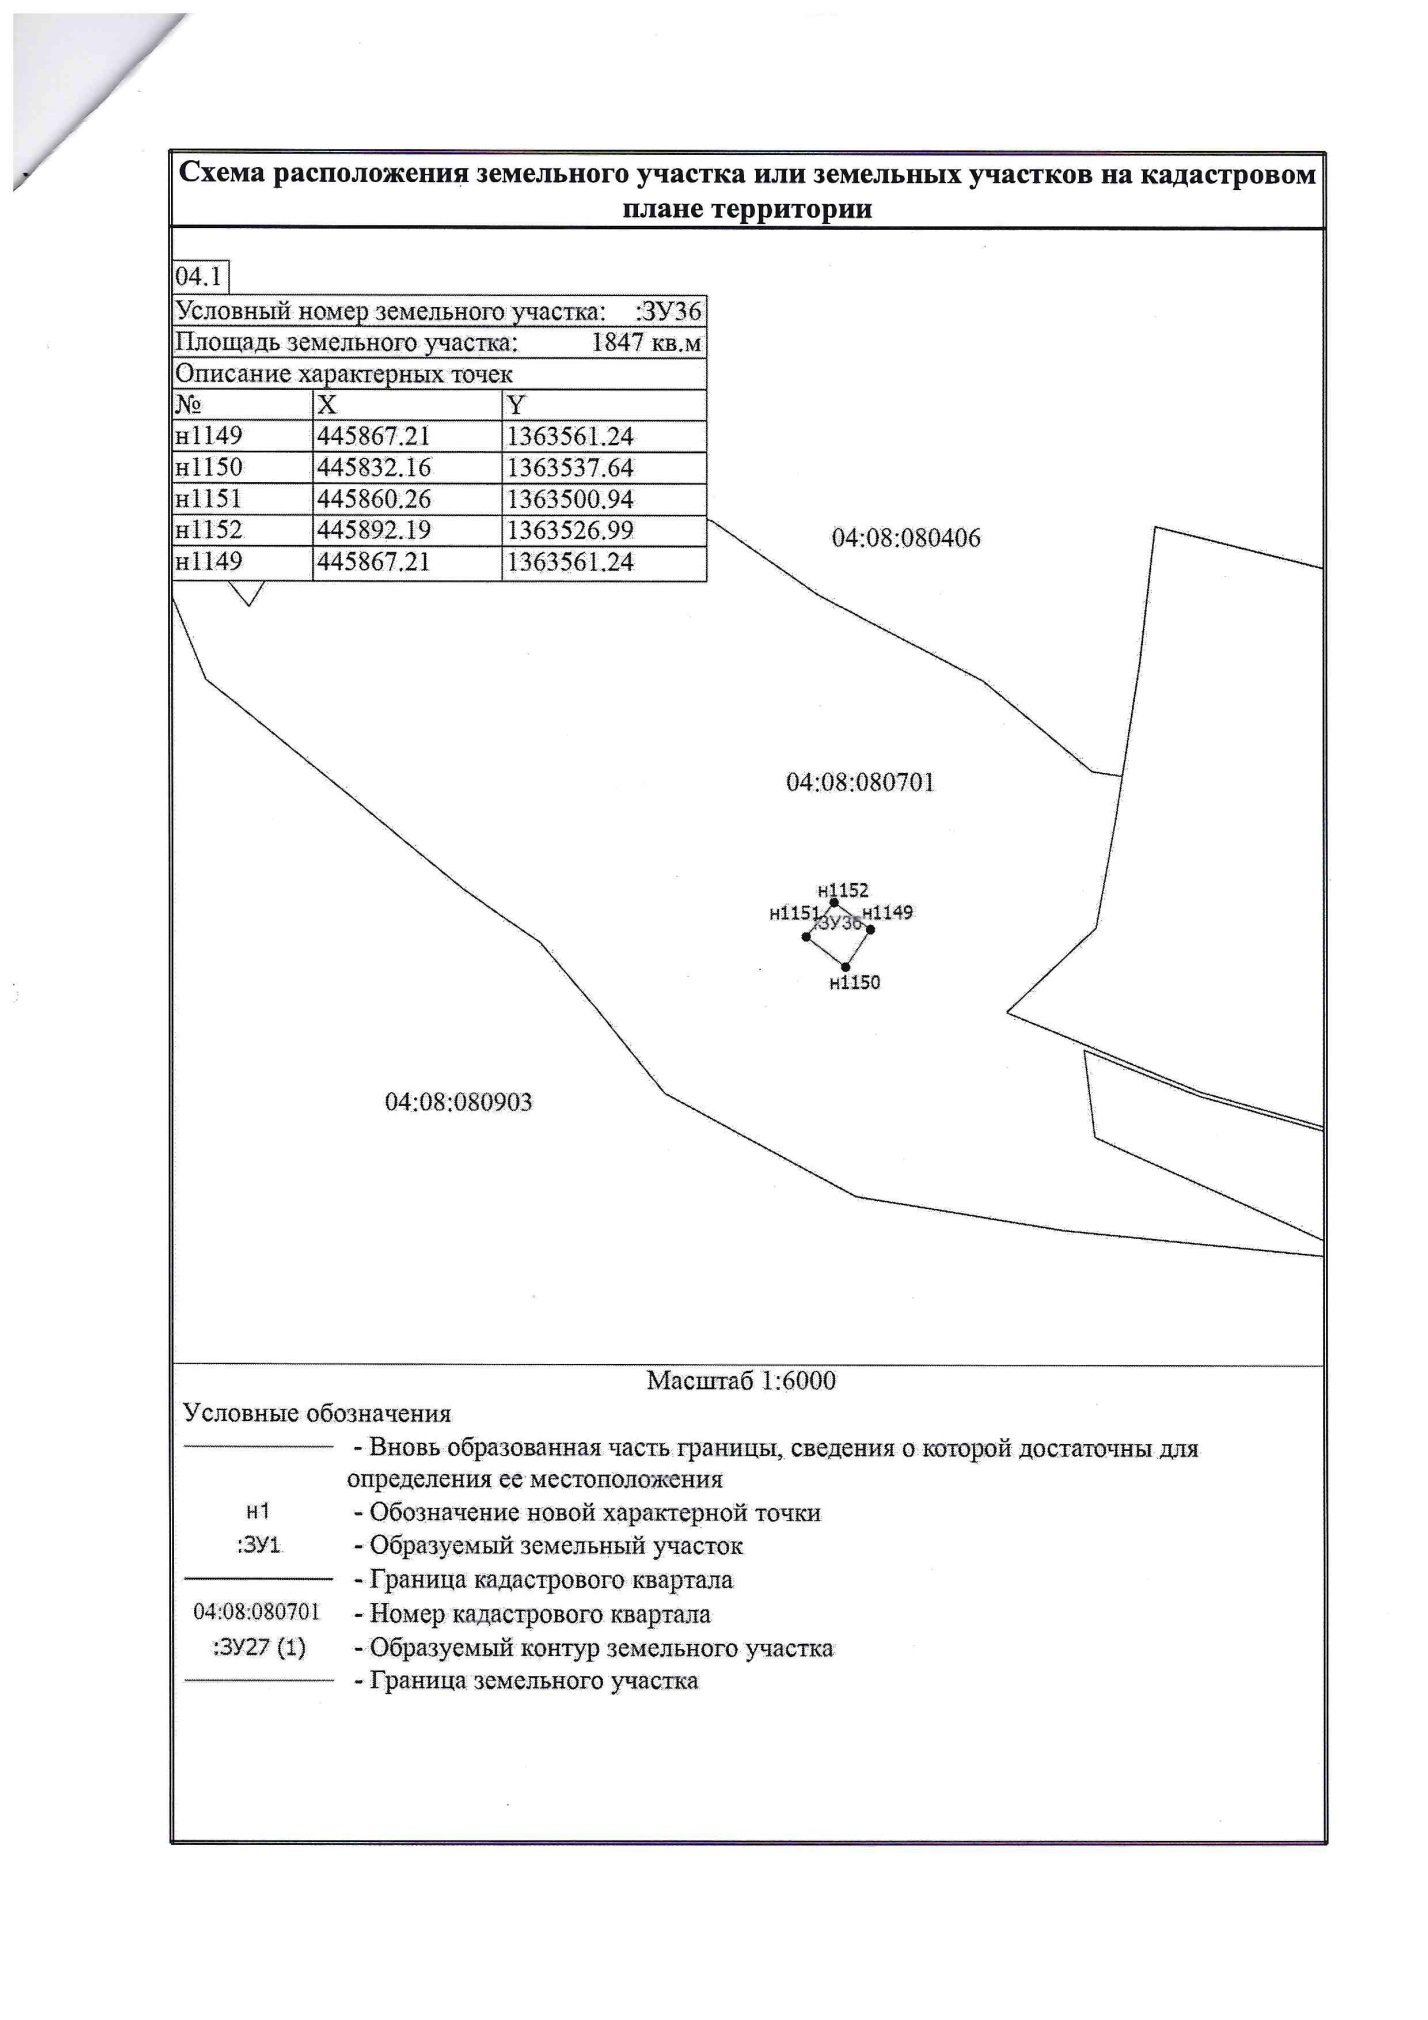 Схема расположения земельного участка или земельных участков на кадастровом
плане территории
04.1
Условный номер земельного участка: :ЗУ36
Площадь земельного участка: 1847 кв.м
Описание характерных точек
№ X Y
н1149 445867.21 1363561.24
н1150 445832.16 1363537.64
н1151 445860.26 1363500.94
н1152 445892.19 1363526.99
н1149 445867.21 1363561.24
04:08:080406
04:08:080701
н1152
н1151 н1149
:ЗУ36
н1150
04:08:080903
Масштаб 1:6000
Условные обозначения
- Вновь образованная часть границы, сведения о которой достаточны для
определения ее местоположения
н1 - Обозначение новой характерной точки
:ЗУ1 - Образуемый земельный участок
- Граница кадастрового квартала
04:08:080701 - Номер кадастрового квартала
:ЗУ27 (1) - Образуемый контур земельного участка
- Граница земельного участка